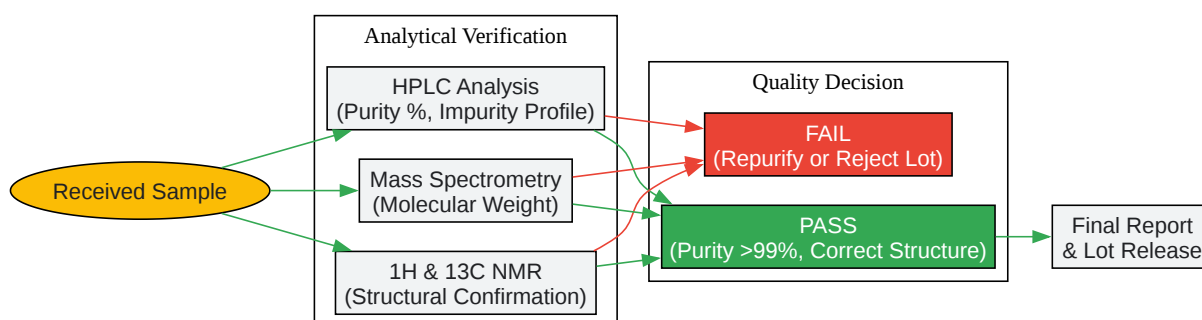 Received Sample
Analytical Verification
HPLC Analysis
(Purity %, Impurity Profile)
Mass Spectrometry
(Molecular Weight)
1H & 13C NMR
(Structural Confirmation)
Quality Decision
FAIL
(Repurify or Reject Lot)
PASS
(Purity >99%, Correct Structure)
Final Report
& Lot Release